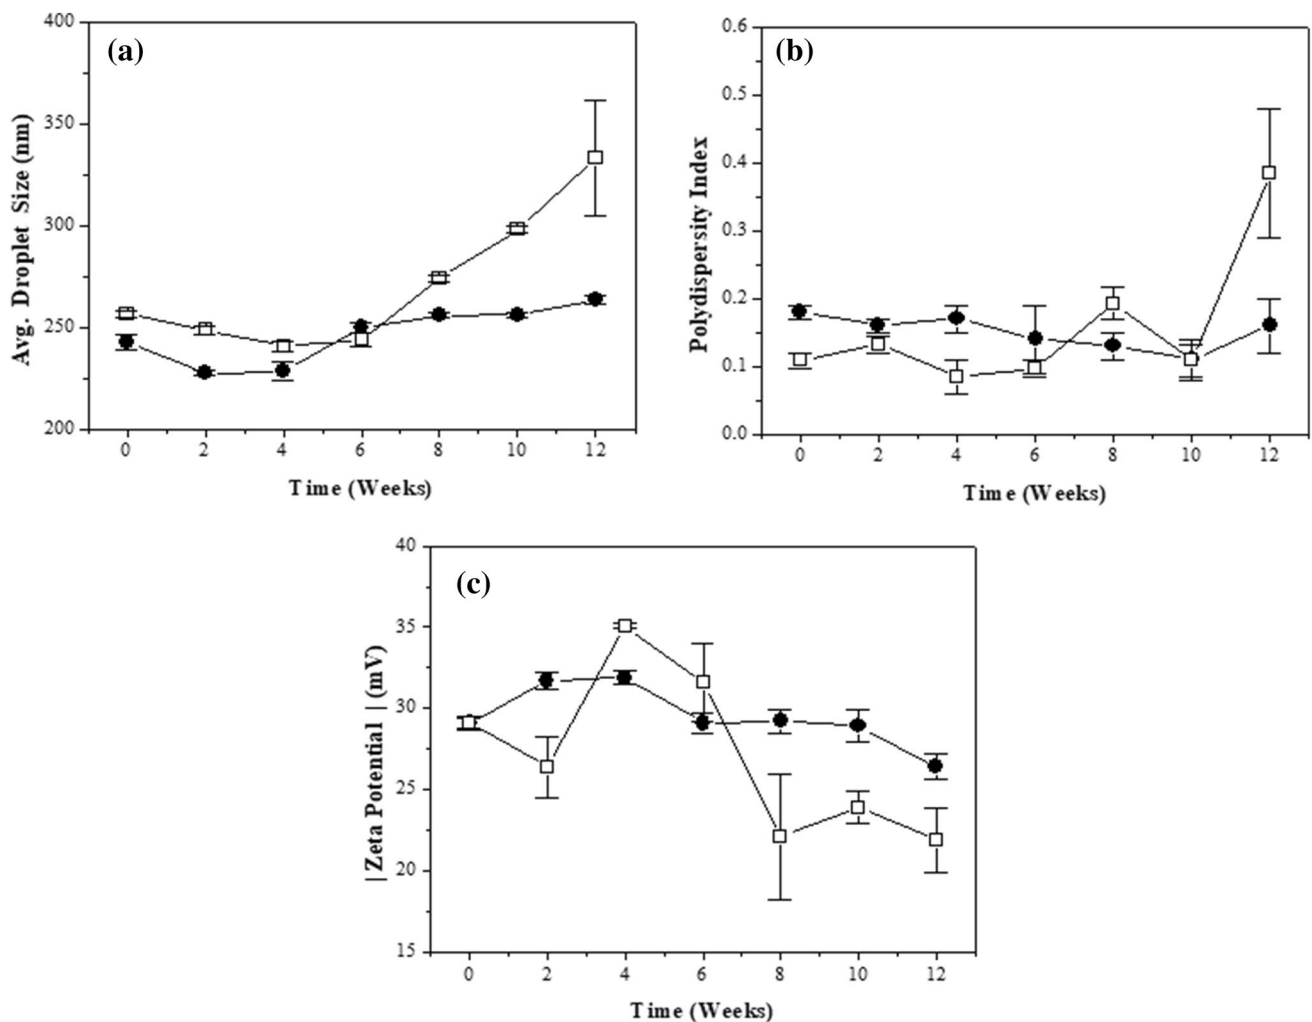 (a)
Avg. Droplet Size (nm)
400
350
300
250
200
0 2 4 6 8 10 12
Time (Weeks)
(b)
Polydispersity Index
0.6
0.5
0.4
0.3
0.2
0.1
0.0
0 2 4 6 8 10 12
Time (Weeks)
(c)
| Zeta Potential | (mV)
40
35
30
25
20
15
0 2 4 6 8 10 12
Time (Weeks)